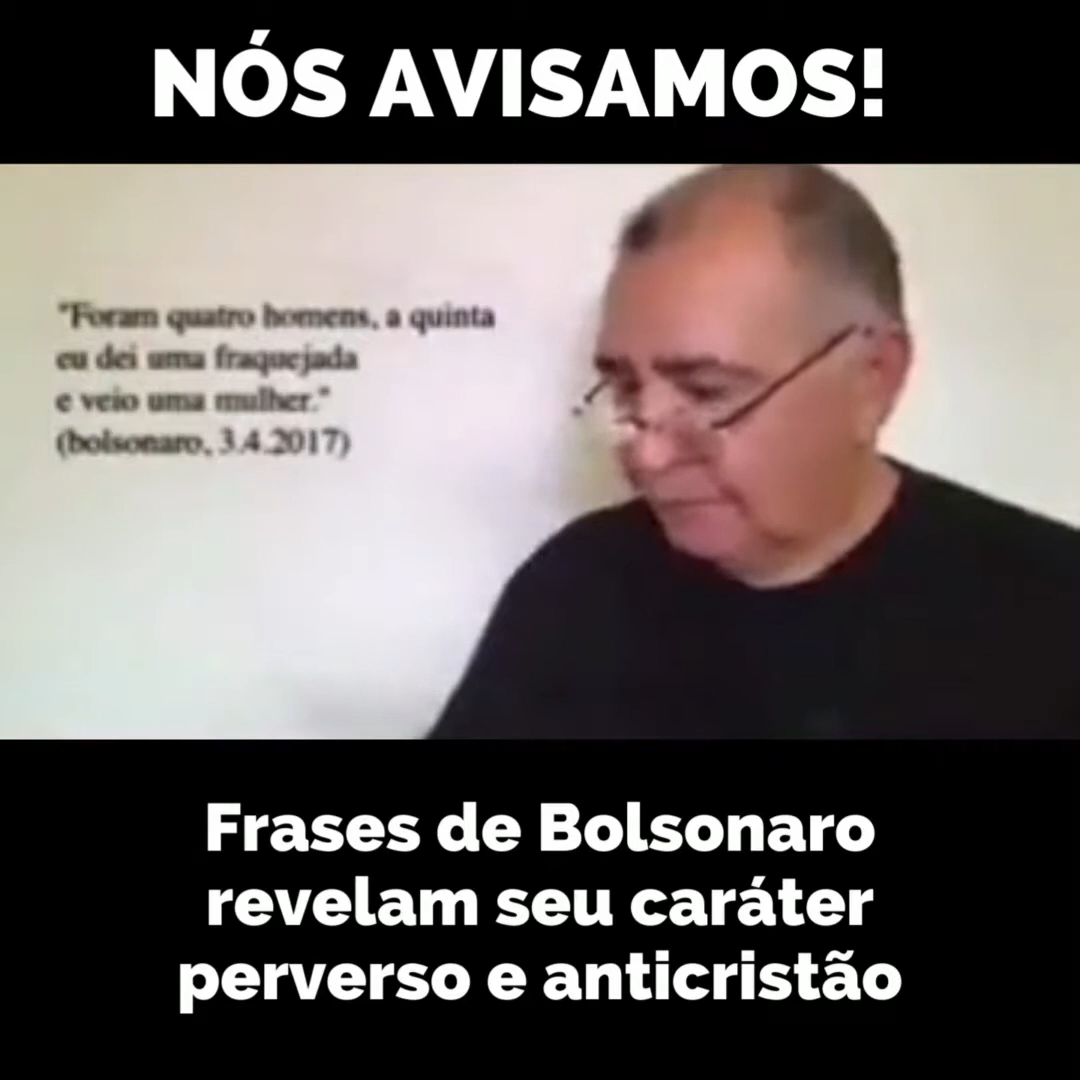 NÓS AVISAMOS!
"Foram quatro homens, a quinta
eu dei uma fraquejada
e veio uma mulher."
(bolsonaro, 3.4.2017)
Frases de Bolsonaro
revelam seu caráter
perverso e anticristão